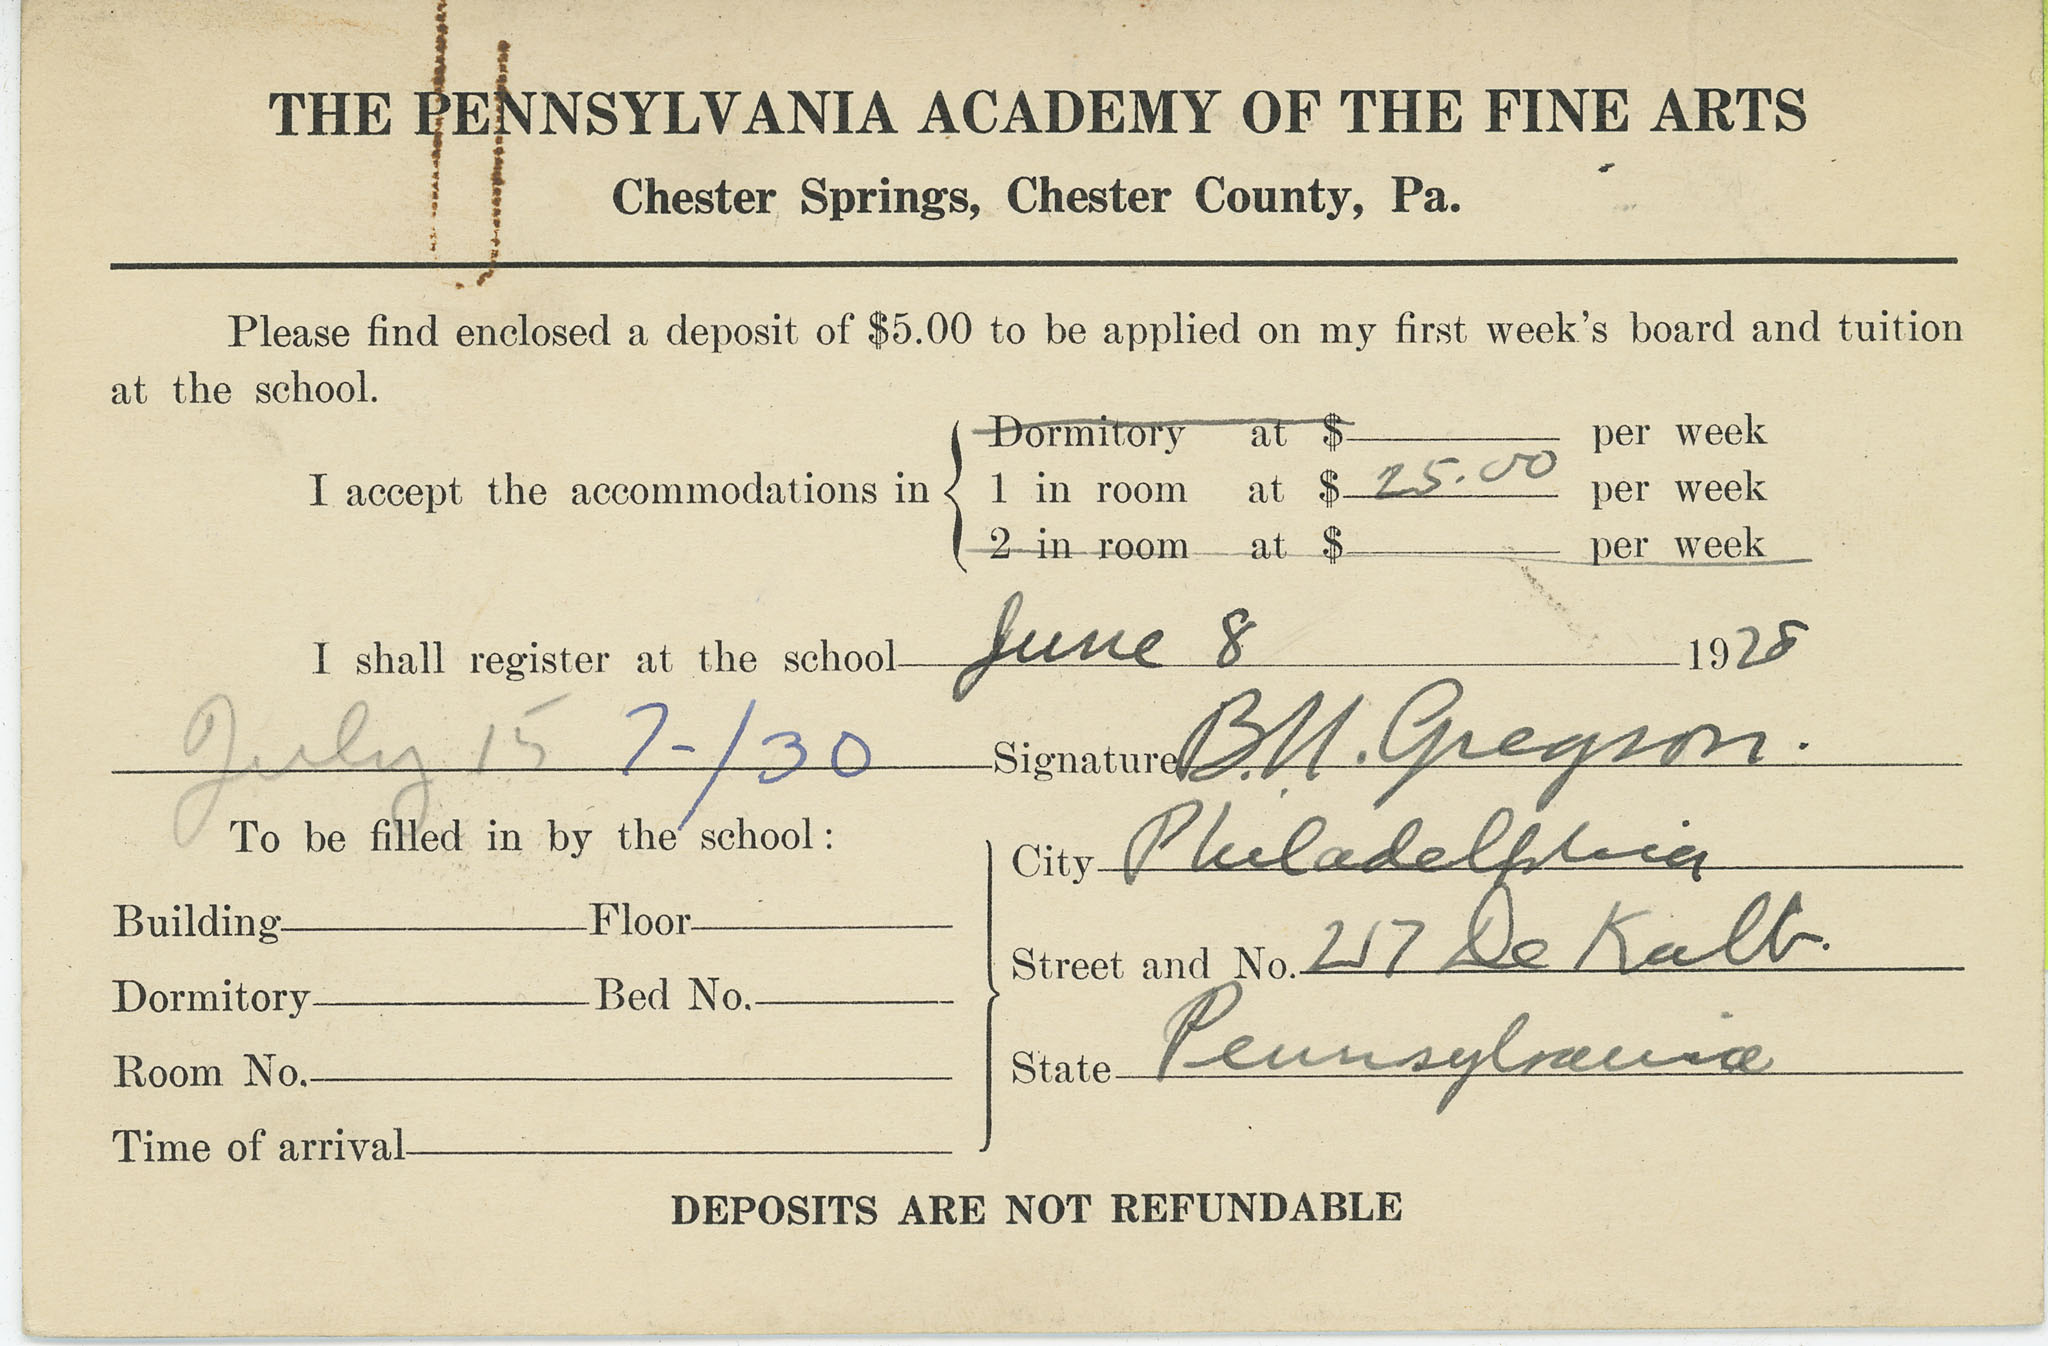 THE PENNSYLVANIA ACADEMY OF THE FINE ARTS
Chester Springs, Chester County, Pa.
Please find enclosed a deposit of $5.00 to be applied on my first week's board and tuition
at the school.
Dormitory at $ per week
I accept the accommodations in 1 in room at $ 25.00 per week
2 in room at $ per week
I shall register at the school June 8 1928
July 15 7-/30 Signature B.H. Gregson.
To be filled in by the school:
City Philadelphia
Building Floor
Street and No. 217 De Kalb.
Dormitory Bed No.
State Pennsylvania
Room No.
Time of arrival
DEPOSITS ARE NOT REFUNDABLE